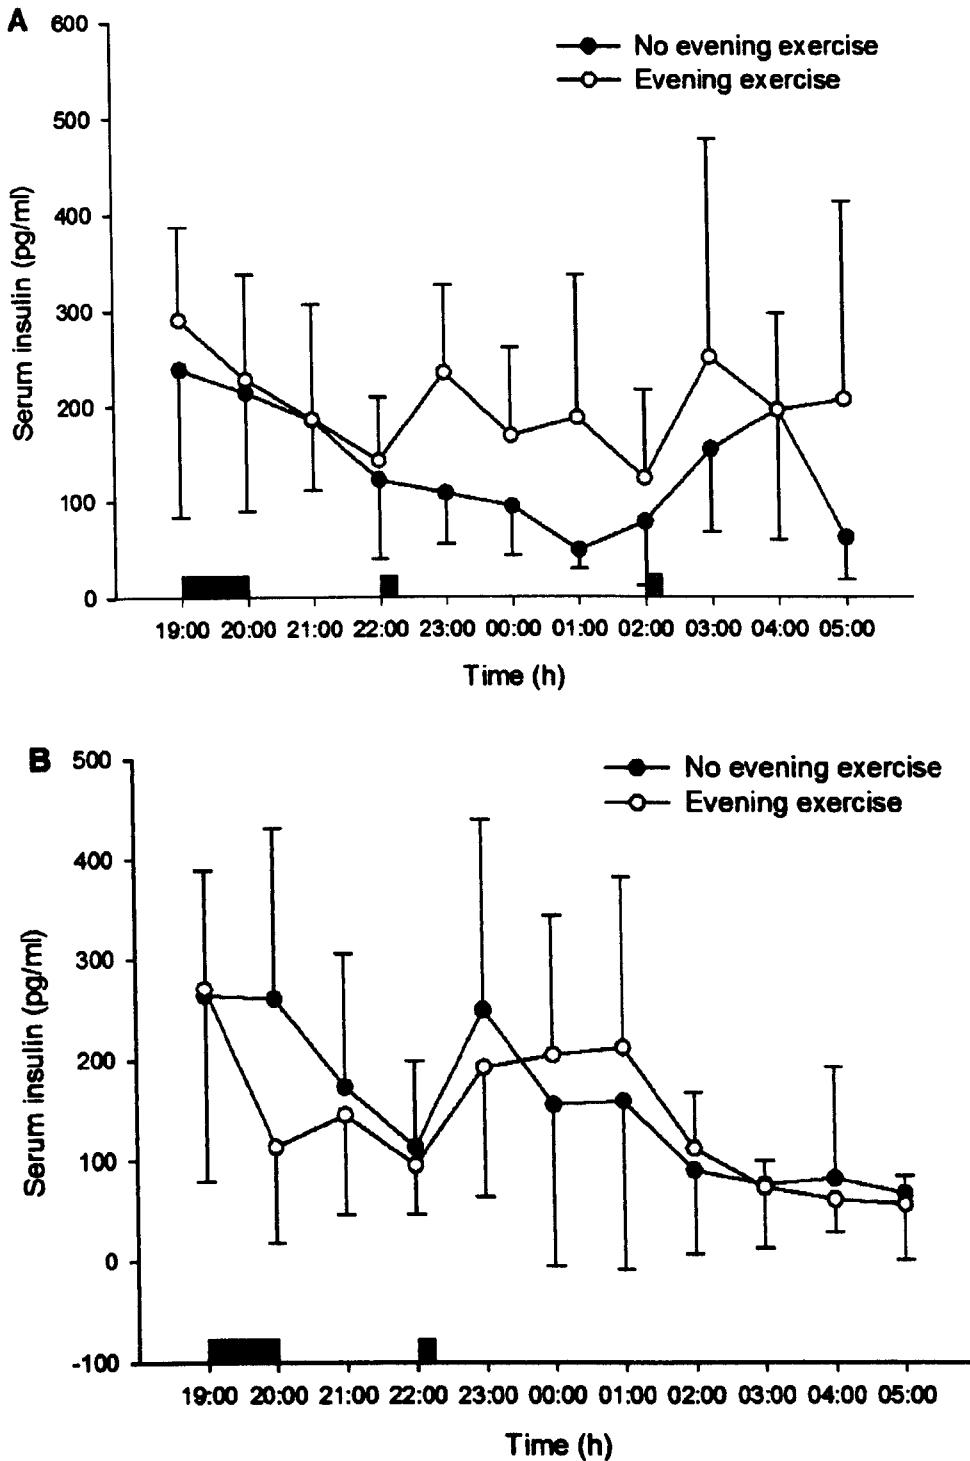 A
600
No evening exercise
Evening exercise
500
400
300
200
100
0
Serum insulin (pg/ml)
19:00 20:00 21:00 22:00 23:00 00:00 01:00 02:00 03:00 04:00 05:00
Time (h)
B
500
No evening exercise
Evening exercise
400
300
200
100
0
-100
Serum insulin (pg/ml)
19:00 20:00 21:00 22:00 23:00 00:00 01:00 02:00 03:00 04:00 05:00
Time (h)